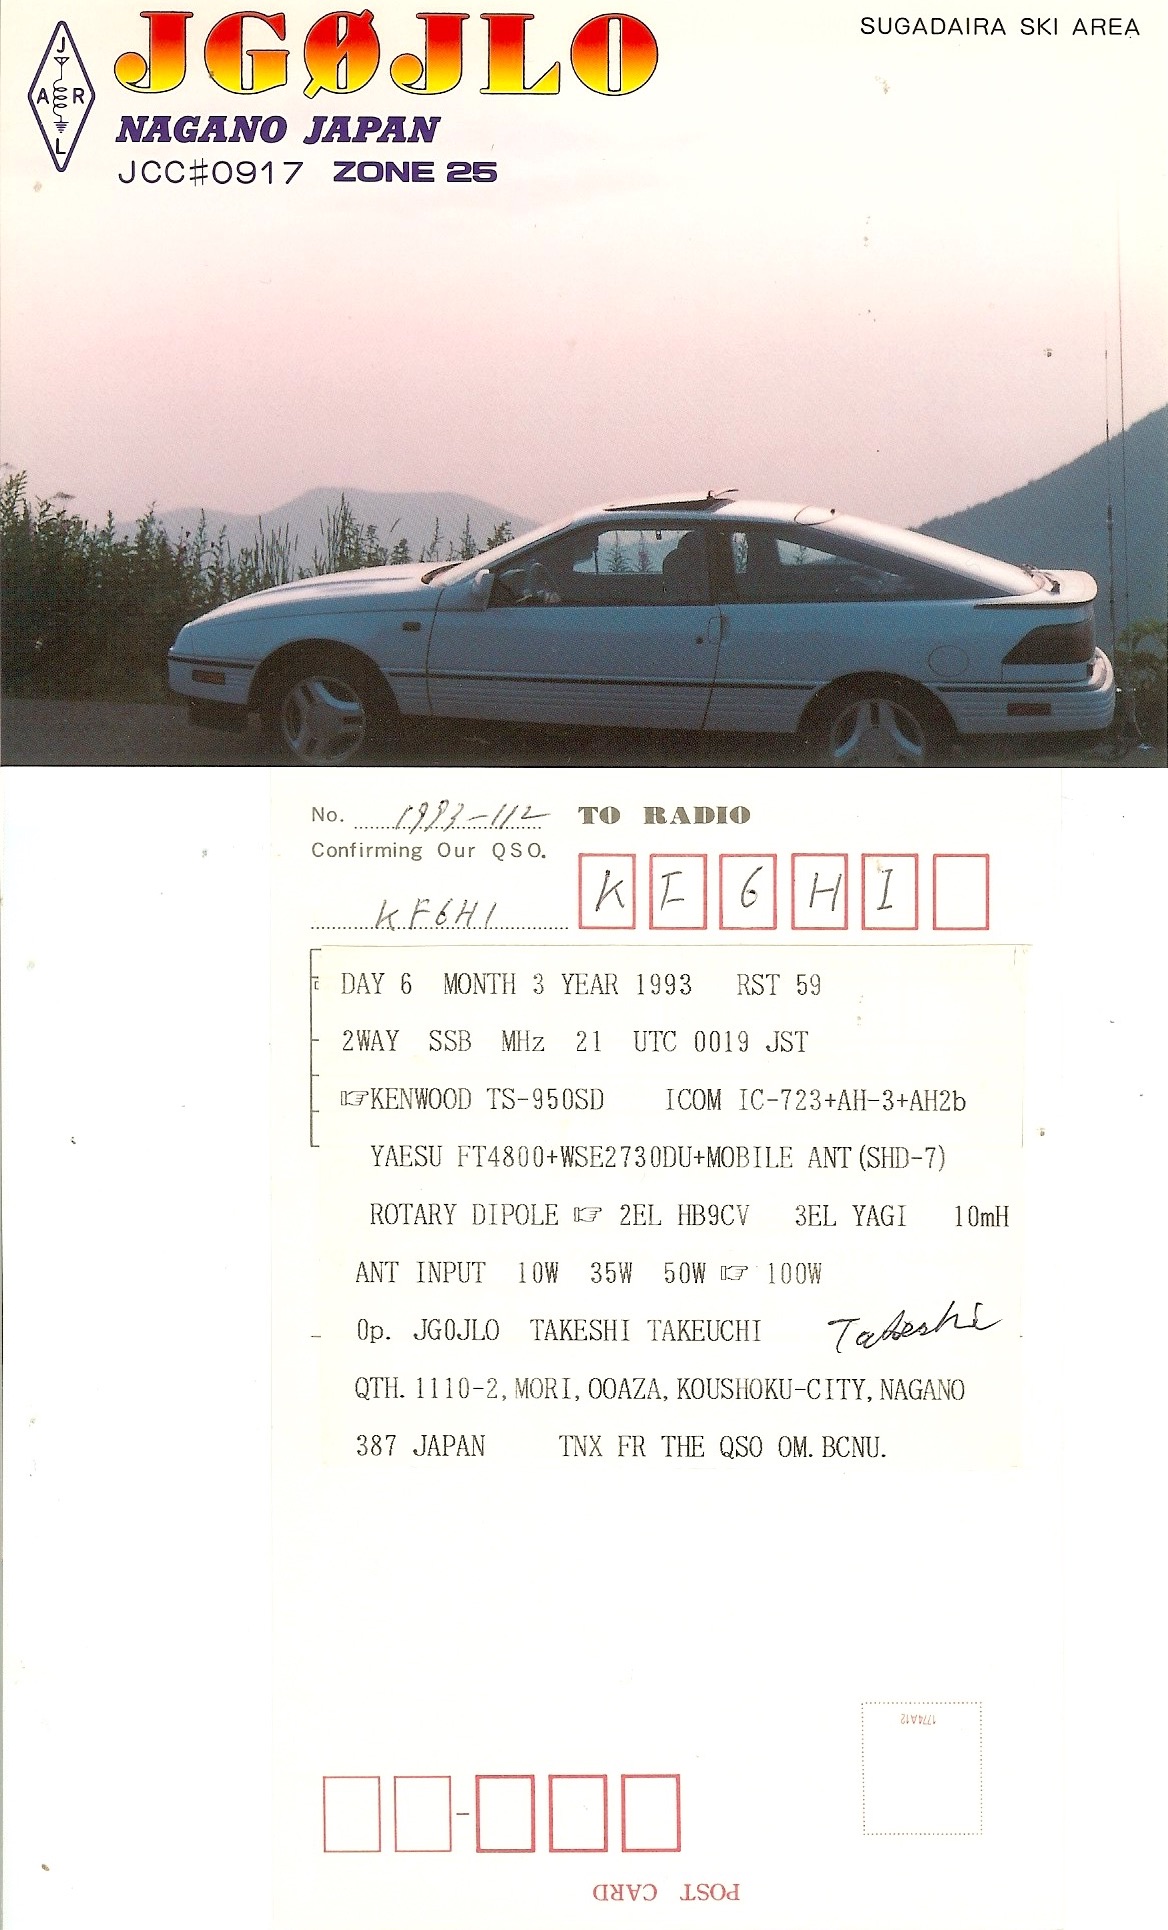 JGØJLO
SUGADAIRA SKI AREA
J
A R
L
NAGANO JAPAN
JCC#0917 ZONE 25
No. 1993-112 TO RADIO
Confirming Our QSO.
KF6HI
K F 6 H I
DAY 6 MONTH 3 YEAR 1993 RST 59
2WAY SSB MHz 21 UTC 0019 JST
☞KENWOOD TS-950SD ICOM IC-723+AH-3+AH2b
YAESU FT4800+WSE2730DU+MOBILE ANT(SHD-7)
ROTARY DIPOLE ☞ 2EL HB9CV 3EL YAGI 10mH
ANT INPUT 10W 35W 50W ☞ 100W
Op. JG0JLO TAKESHI TAKEUCHI Takeshi
QTH. 1110-2, MORI, OOAZA, KOUSHOKU-CITY, NAGANO
387 JAPAN TNX FR THE QSO OM. BCNU.
1774A12
POST CARD